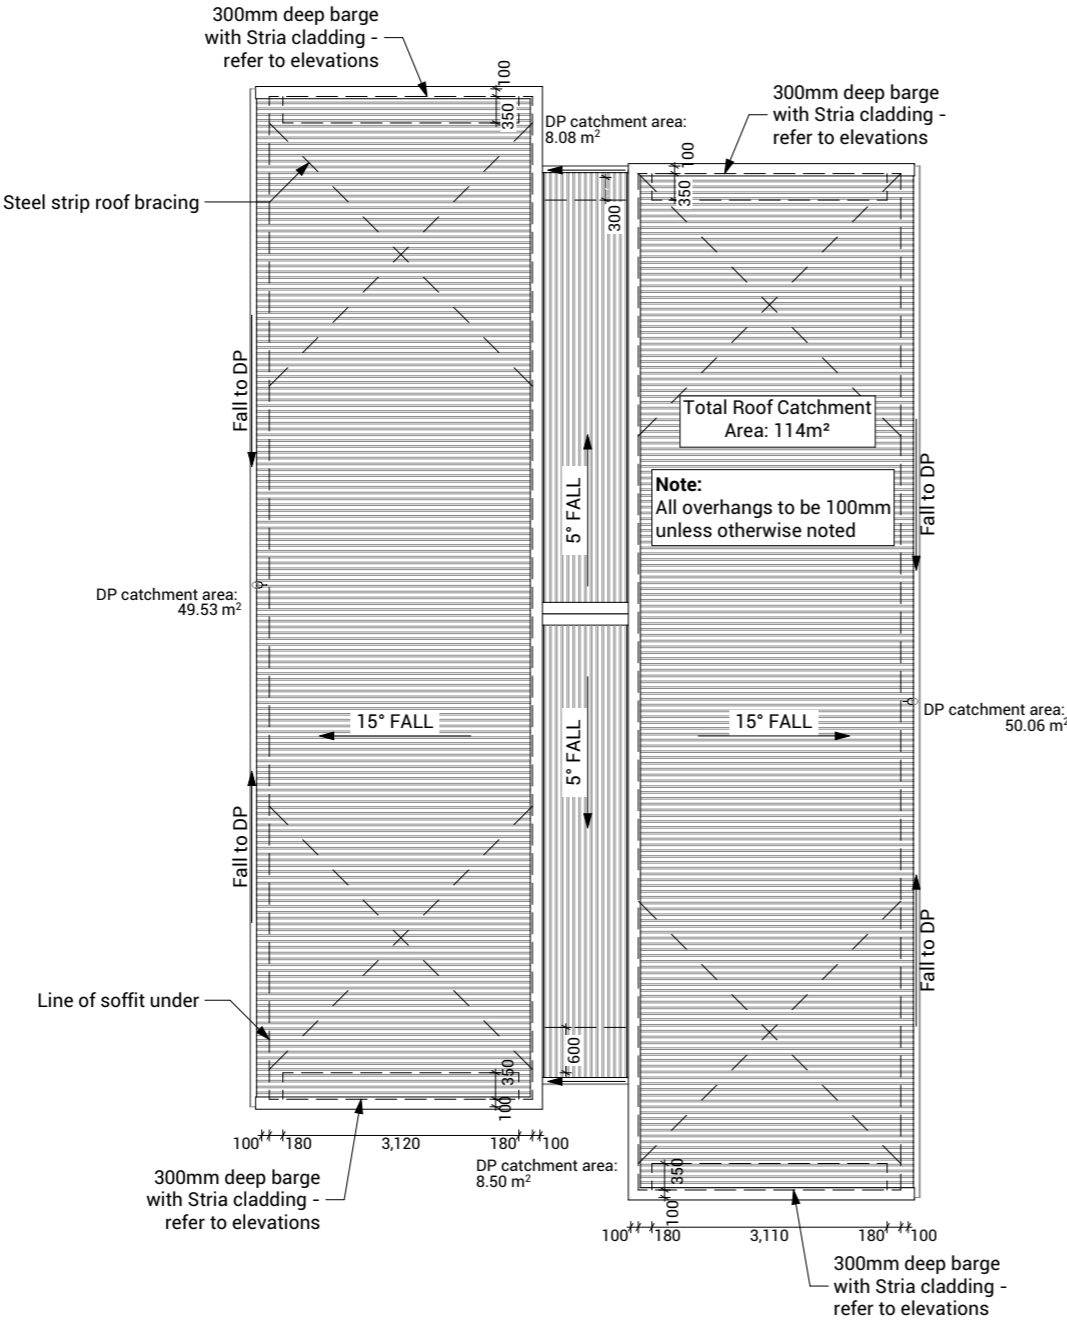 300mm deep barge
with Stria cladding -
refer to elevations
100
350
DP catchment area:
8.08 m²
300mm deep barge
with Stria cladding -
refer to elevations
100
350
300
Steel strip roof bracing
Fall to DP
Total Roof Catchment
Area: 114m²
Note:
All overhangs to be 100mm
unless otherwise noted
5° FALL
Fall to DP
DP catchment area:
49.53 m²
15° FALL
5° FALL
15° FALL
DP catchment area:
50.06 m²
Fall to DP
Fall to DP
Line of soffit under
600
350
100
100
180
3,120
180
100
300mm deep barge
with Stria cladding -
refer to elevations
DP catchment area:
8.50 m²
350
100
100
180
3,110
180
100
300mm deep barge
with Stria cladding -
refer to elevations